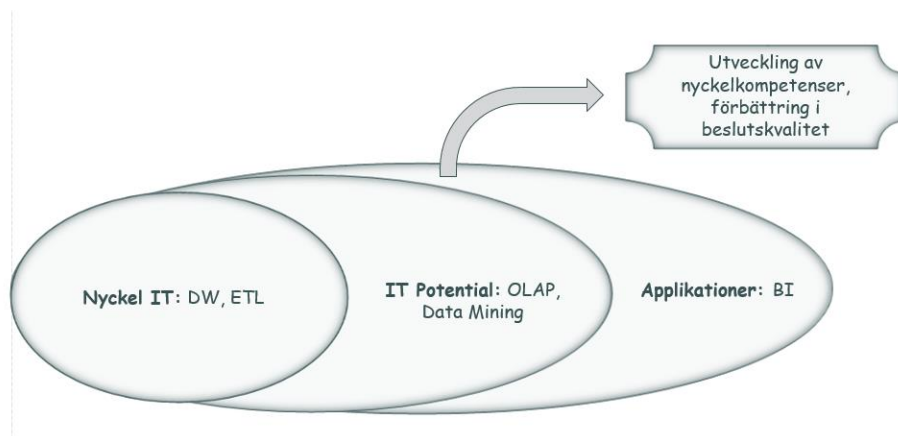 Utveckling av
nyckelkompetenser,
förbättring i
beslutskvalitet
Nyckel IT: DW, ETL
IT Potential: OLAP,
Data Mining
Applikationer: BI